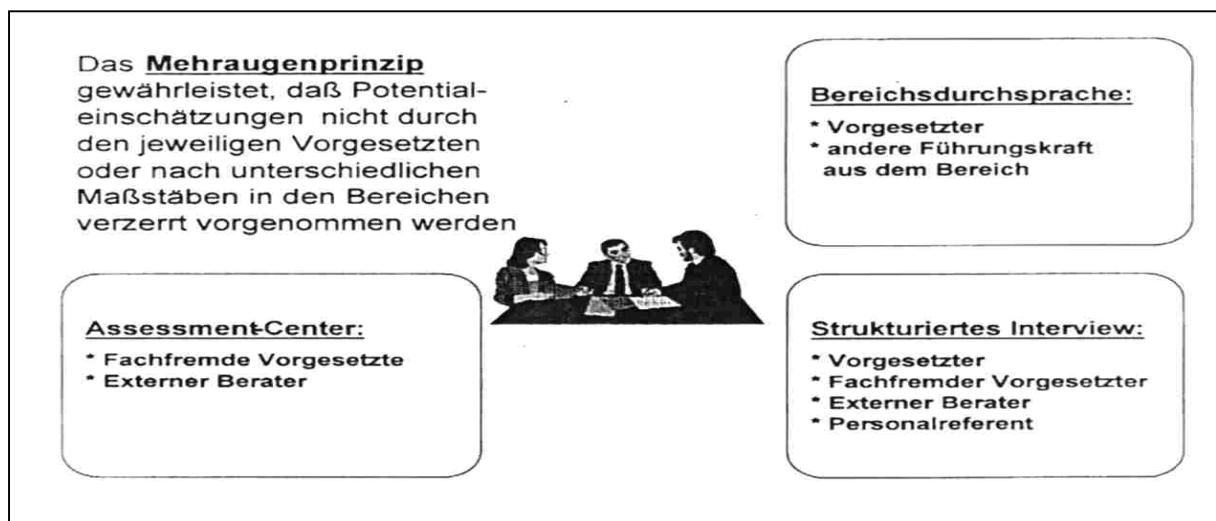 Das Mehraugenprinzip
gewährleistet, daß Potential-
einschätzungen nicht durch
den jeweiligen Vorgesetzten
oder nach unterschiedlichen
Maßstäben in den Bereichen
verzerrt vorgenommen werden
Bereichsdurchsprache:
* Vorgesetzter
* andere Führungskraft
aus dem Bereich
Assessment-Center:
* Fachfremde Vorgesetzte
* Externer Berater
Strukturiertes Interview:
* Vorgesetzter
* Fachfremder Vorgesetzter
* Externer Berater
* Personalreferent